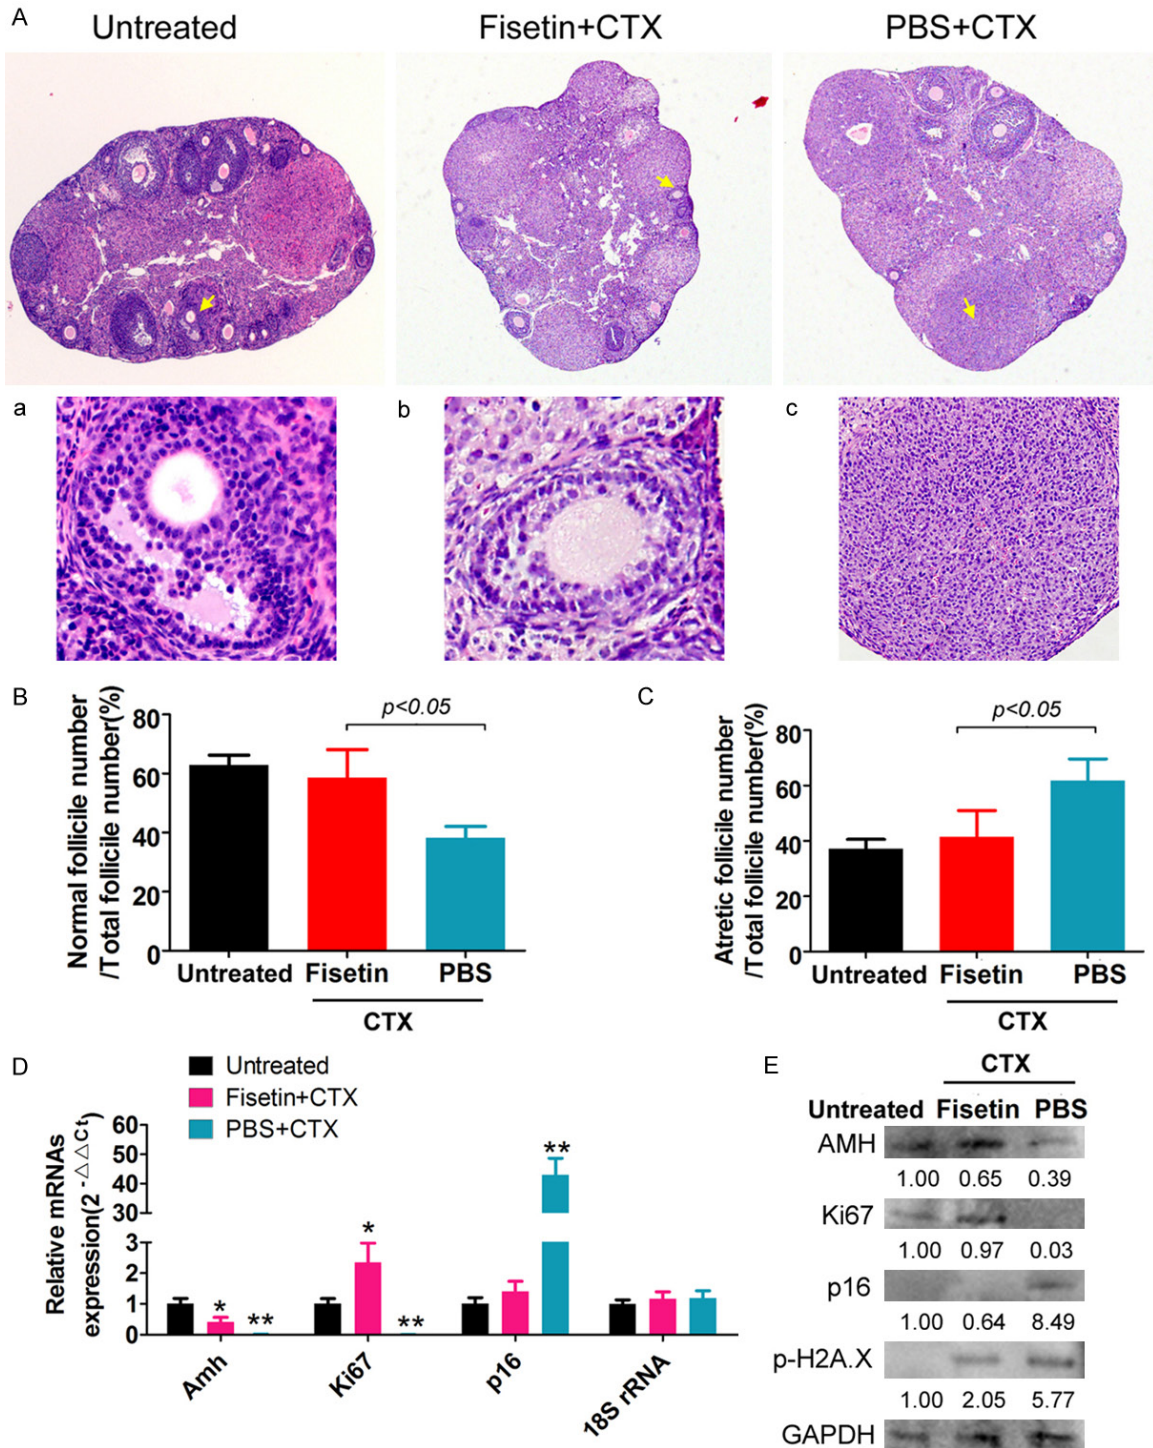 A
Untreated
Fisetin+CTX
PBS+CTX
a
b
c
B
Normal follicile number
/Total follicile number(%)
80
60
40
20
0
p<0.05
Untreated
Fisetin
PBS
CTX
C
Atretic follicile number
/Total follicile number(%)
80
60
40
20
0
p<0.05
Untreated
Fisetin
PBS
CTX
D
Untreated
Fisetin+CTX
PBS+CTX
Relative mRNAs
expression(2-△△Ct)
60
50
40
30
3
2
1
0
*
**
*
**
**
Amh
Ki67
p16
18S rRNA
E
CTX
Untreated Fisetin PBS
AMH
1.00 0.65 0.39
Ki67
1.00 0.97 0.03
p16
1.00 0.64 8.49
p-H2A.X
1.00 2.05 5.77
GAPDH